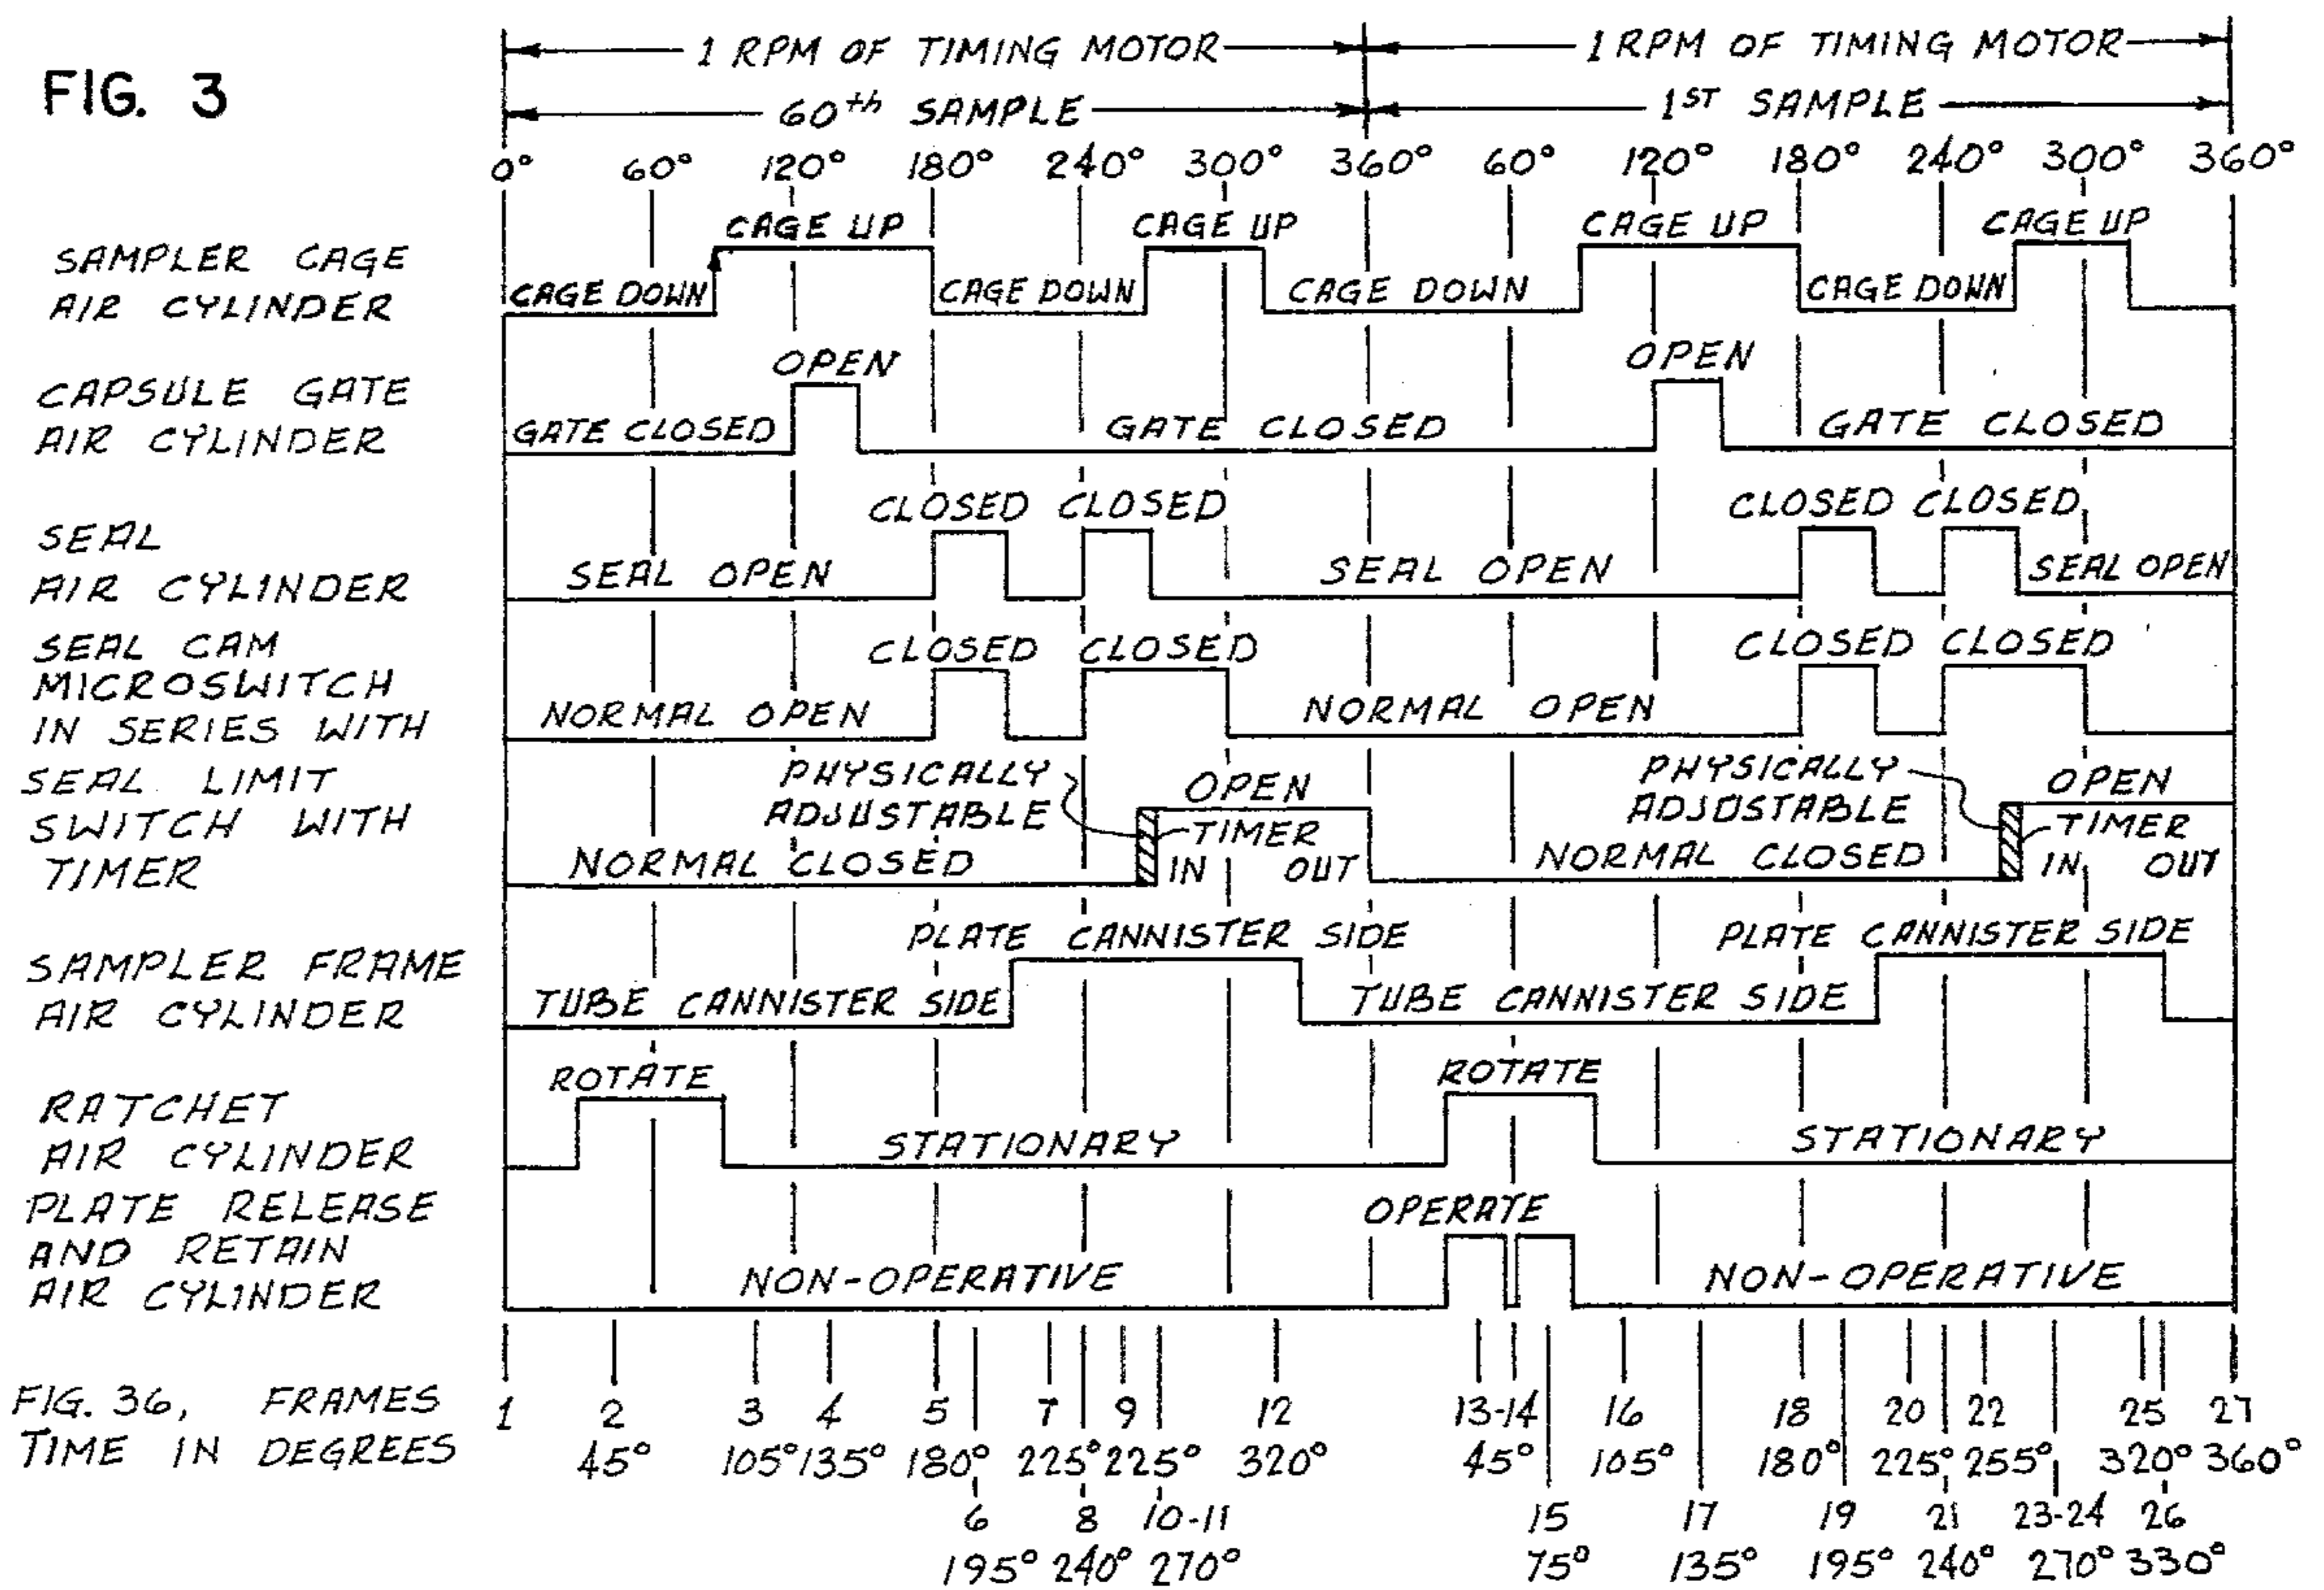 FIG. 3
1 RPM OF TIMING MOTOR 1 RPM OF TIMING MOTOR
60th SAMPLE 1ST SAMPLE
0° 60° 120° 180° 240° 300° 360° 60° 120° 180° 240° 300° 360°
SAMPLER CAGE
AIR CYLINDER
CAGE UP CAGE UP CAGE UP CAGE UP
CAGE DOWN CAGE DOWN CAGE DOWN CAGE DOWN
CAPSULE GATE
AIR CYLINDER
OPEN OPEN
GATE CLOSED GATE CLOSED GATE CLOSED
SEAL
AIR CYLINDER
CLOSED CLOSED CLOSED CLOSED
SEAL OPEN SEAL OPEN SEAL OPEN
SEAL CAM
MICROSWITCH
IN SERIES WITH
CLOSED CLOSED CLOSED CLOSED
NORMAL OPEN NORMAL OPEN
SEAL LIMIT
SWITCH WITH
TIMER
PHYSICALLY OPEN PHYSICALLY OPEN
ADJUSTABLE TIMER ADJUSTABLE TIMER
NORMAL CLOSED IN OUT NORMAL CLOSED IN OUT
SAMPLER FRAME
AIR CYLINDER
PLATE CANNISTER SIDE PLATE CANNISTER SIDE
TUBE CANNISTER SIDE TUBE CANNISTER SIDE
RATCHET
AIR CYLINDER
ROTATE ROTATE
STATIONARY STATIONARY
PLATE RELEASE
AND RETAIN
AIR CYLINDER
OPERATE
NON-OPERATIVE NON-OPERATIVE
FIG. 36, FRAMES 1 2 3 4 5 7 9 12 13-14 16 18 20 22 25 27
TIME IN DEGREES 45° 105° 135° 180° 225° 225° 320° 45° 105° 180° 225° 255° 320° 360°
6 8 10-11 15 17 19 21 23-24 26
195° 240° 270° 75° 135° 195° 240° 270° 330°